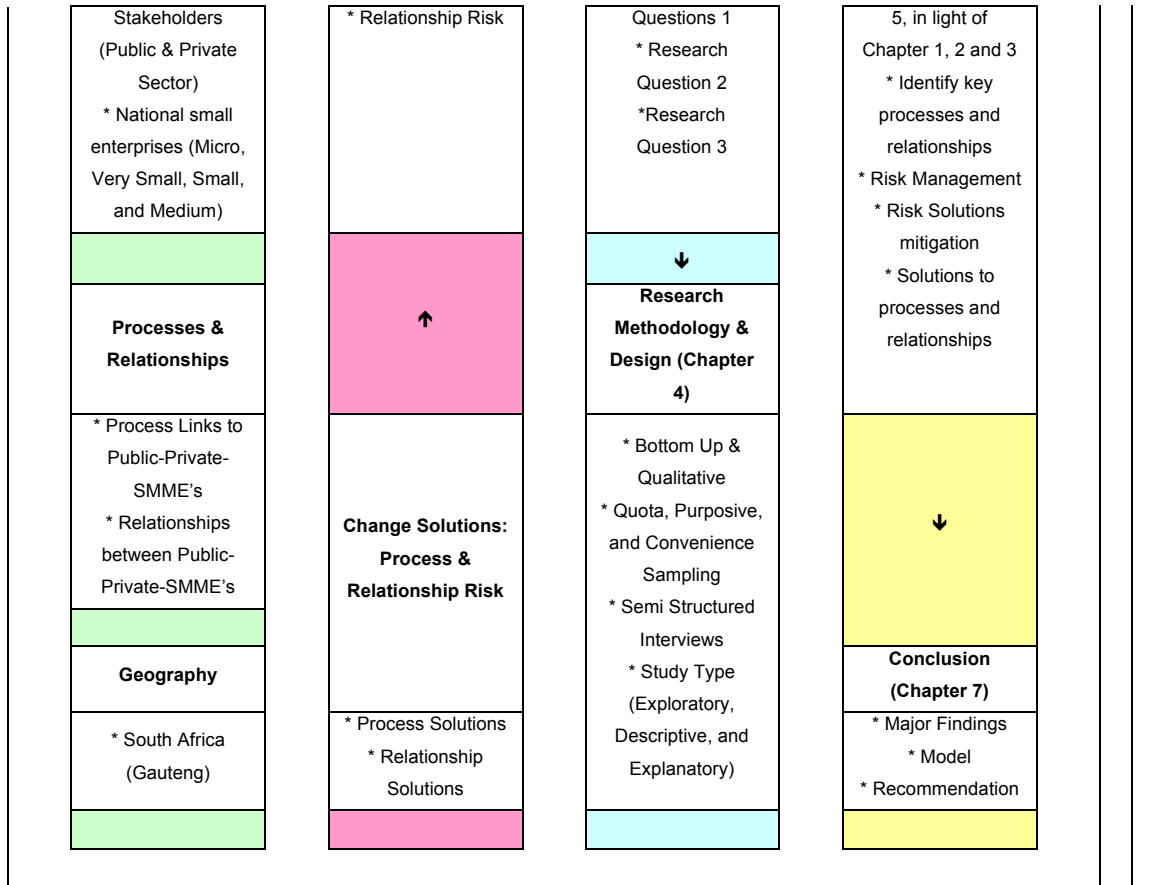 Stakeholders
(Public & Private
Sector)
* National small
enterprises (Micro,
Very Small, Small,
and Medium)
Processes &
Relationships
* Process Links to
Public-Private-
SMME’s
* Relationships
between Public-
Private-SMME’s
Geography
* South Africa
(Gauteng)
* Relationship Risk
↑
Change Solutions:
Process &
Relationship Risk
* Process Solutions
* Relationship
Solutions
Questions 1
* Research
Question 2
*Research
Question 3
↓
Research
Methodology &
Design (Chapter
4)
* Bottom Up &
Qualitative
* Quota, Purposive,
and Convenience
Sampling
* Semi Structured
Interviews
* Study Type
(Exploratory,
Descriptive, and
Explanatory)
5, in light of
Chapter 1, 2 and 3
* Identify key
processes and
relationships
* Risk Management
* Risk Solutions
mitigation
* Solutions to
processes and
relationships
↓
Conclusion
(Chapter 7)
* Major Findings
* Model
* Recommendation